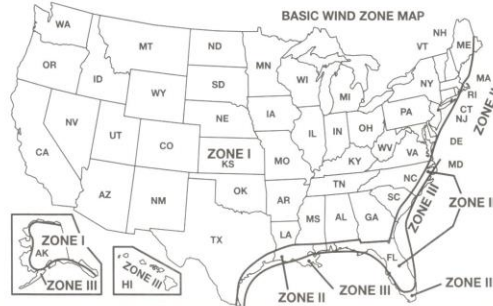 BASIC WIND ZONE MAP
WA
MT
ND
MN
NH
VT
ME
OR
ID
WY
SD
WI
MI
NY
MA
RI
CT
NJ
ZONE II
NV
UT
CO
NE
IA
IL
IN
OH
PA
WV
VA
DE
MD
CA
ZONE I
KS
MO
KY
NC
TN
SC
AZ
NM
OK
AR
MS
AL
GA
ZONE III
TX
LA
FL
ZONE I
AK
ZONE III
ZONE III
HI
ZONE II
ZONE III